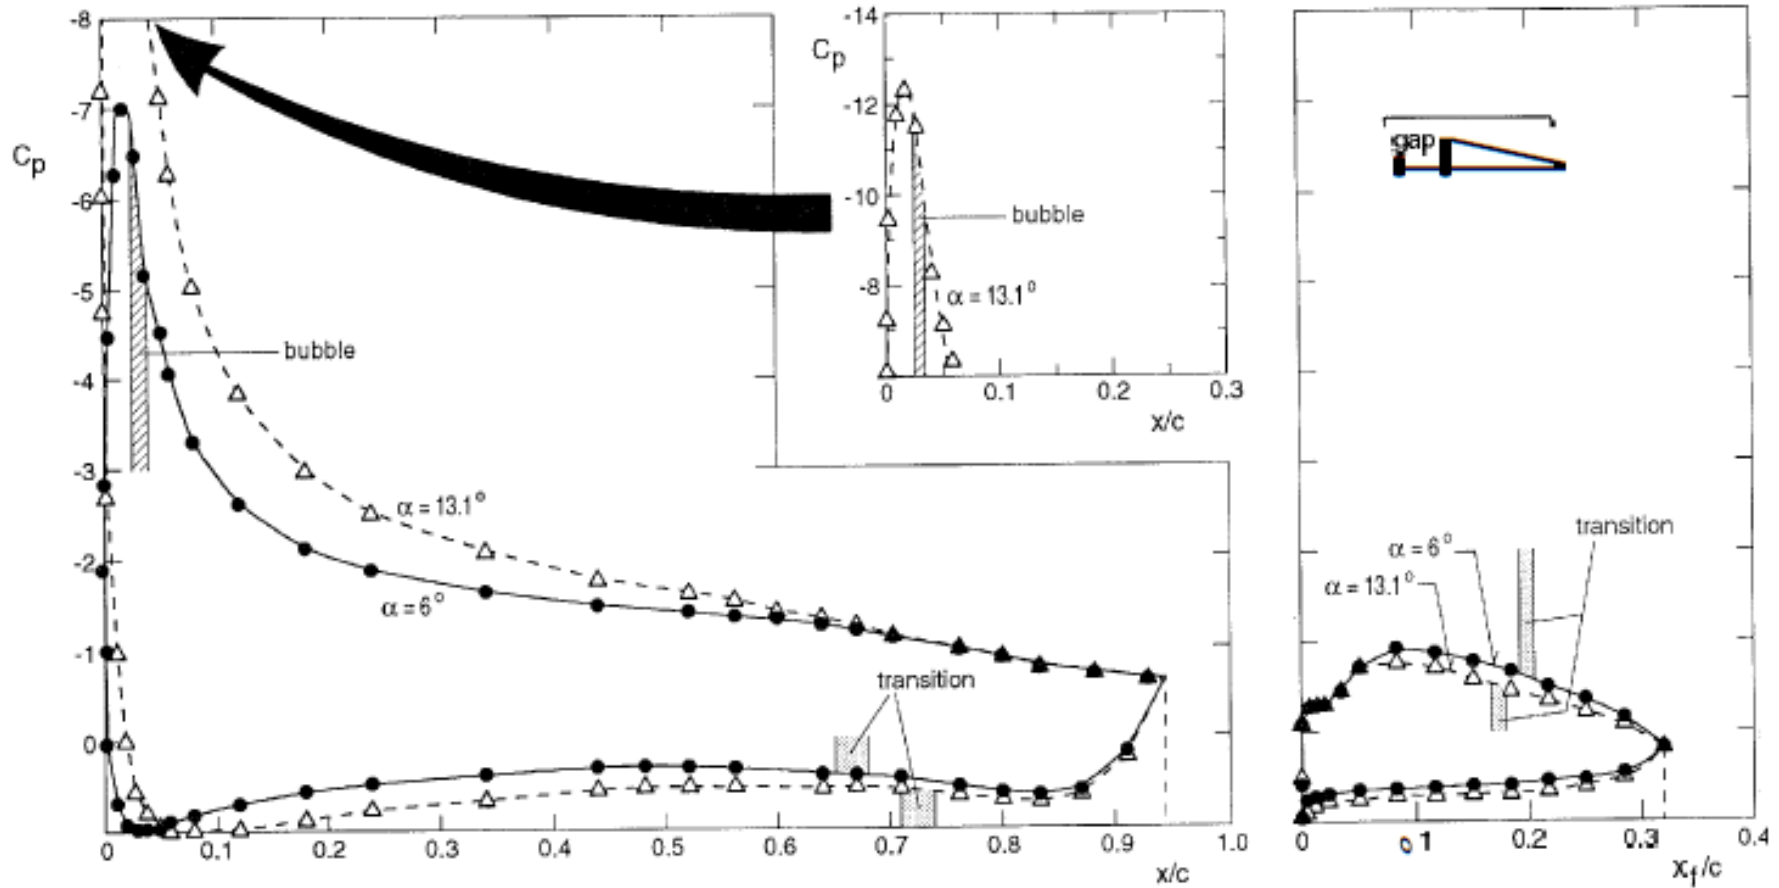 -8
-7
Cp
-6
-5
-4
-3
-2
-1
0
0
0.1
0.2
0.3
0.4
0.5
0.6
0.7
0.8
0.9
1.0
x/c
bubble
α = 13.1°
α = 6°
transition
-14
Cp
-12
-10
-8
bubble
α = 13.1°
0
0.1
0.2
0.3
x/c
gap
transition
α = 6°
α = 13.1°
0
0 1
0.2
0.3
0.4
xf/c